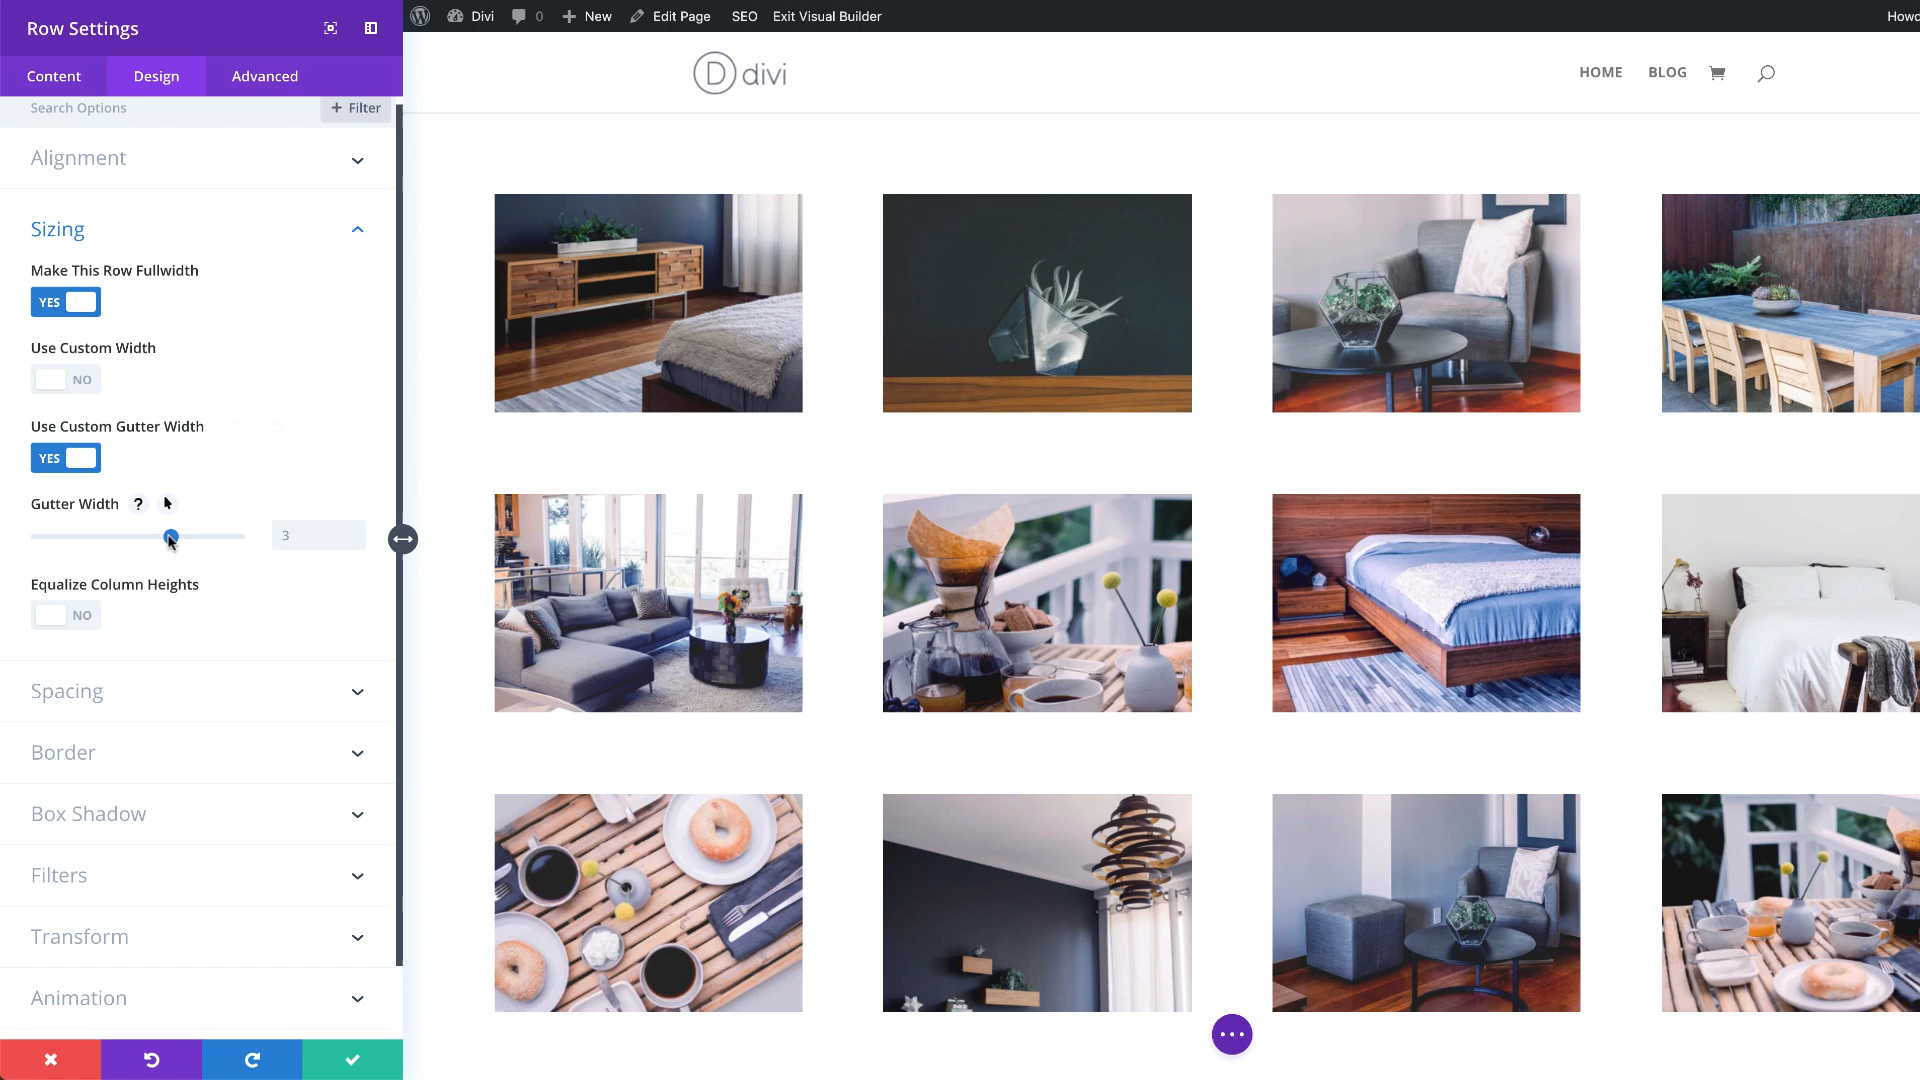 Row Settings
Divi
0
New
Edit Page
SEO
Exit Visual Builder
Howd
Content
Design
Advanced
Search Options
+ Filter
D divi
HOME
BLOG
Alignment
Sizing
Make This Row Fullwidth
YES
Use Custom Width
NO
Use Custom Gutter Width
YES
Gutter Width ?
3
Equalize Column Heights
NO
Spacing
Border
Box Shadow
Filters
Transform
Animation